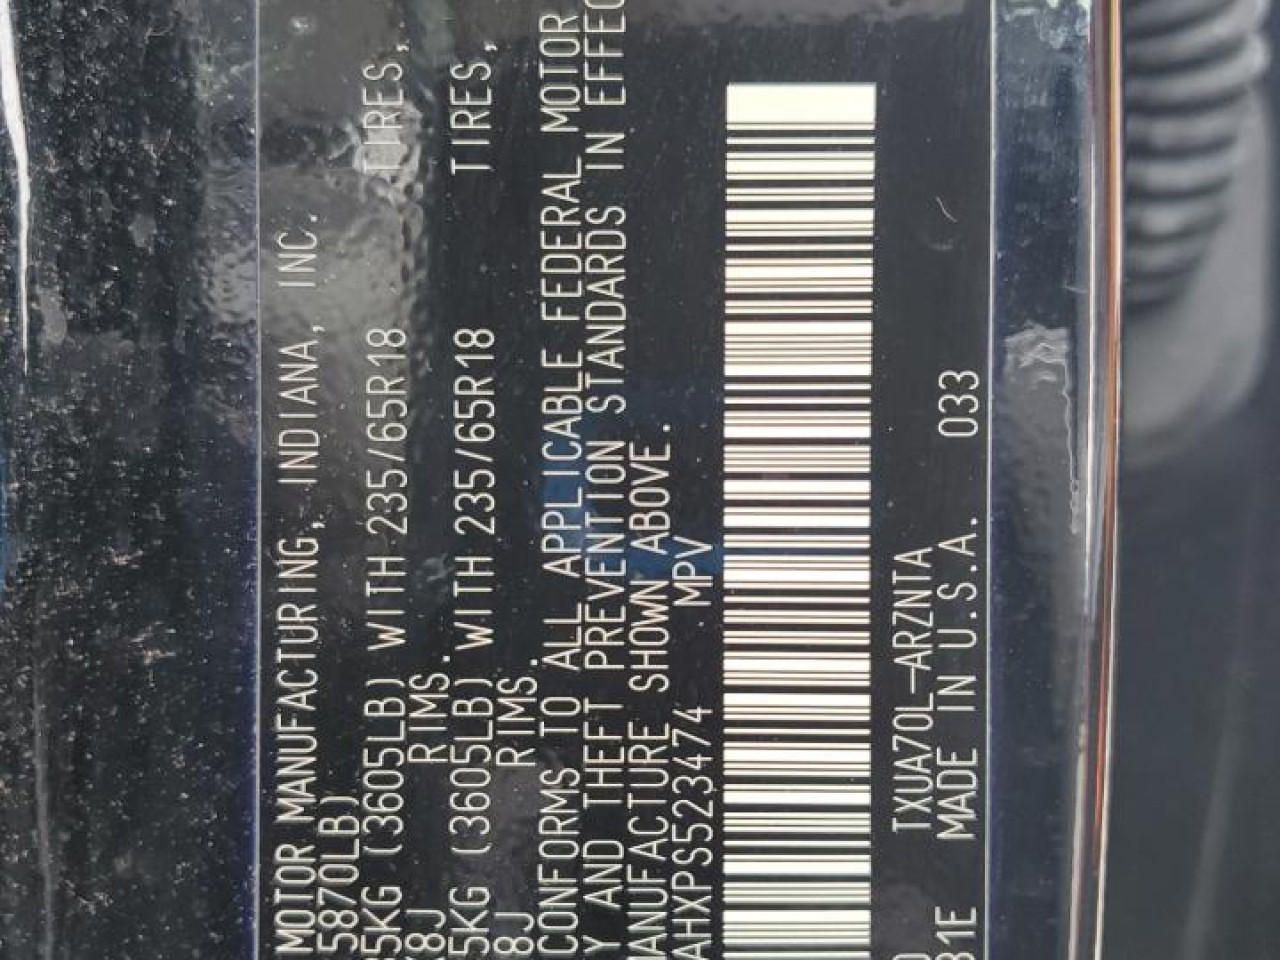 MOTOR MANUFACTURING, INDIANA, INC.
5870LB)
5KG (3605LB) WITH 235/65R18 TIRES,
8J RIMS.
5KG (3605LB) WITH 235/65R18 TIRES,
8J RIMS.
CONFORMS TO ALL APPLICABLE FEDERAL MOTOR
Y AND THEFT PREVENTION STANDARDS IN EFFEC
MANUFACTURE SHOWN ABOVE.
AHXPS523474 MPV
TXUA70L-ARZNTA
31E MADE IN U.S.A. 033